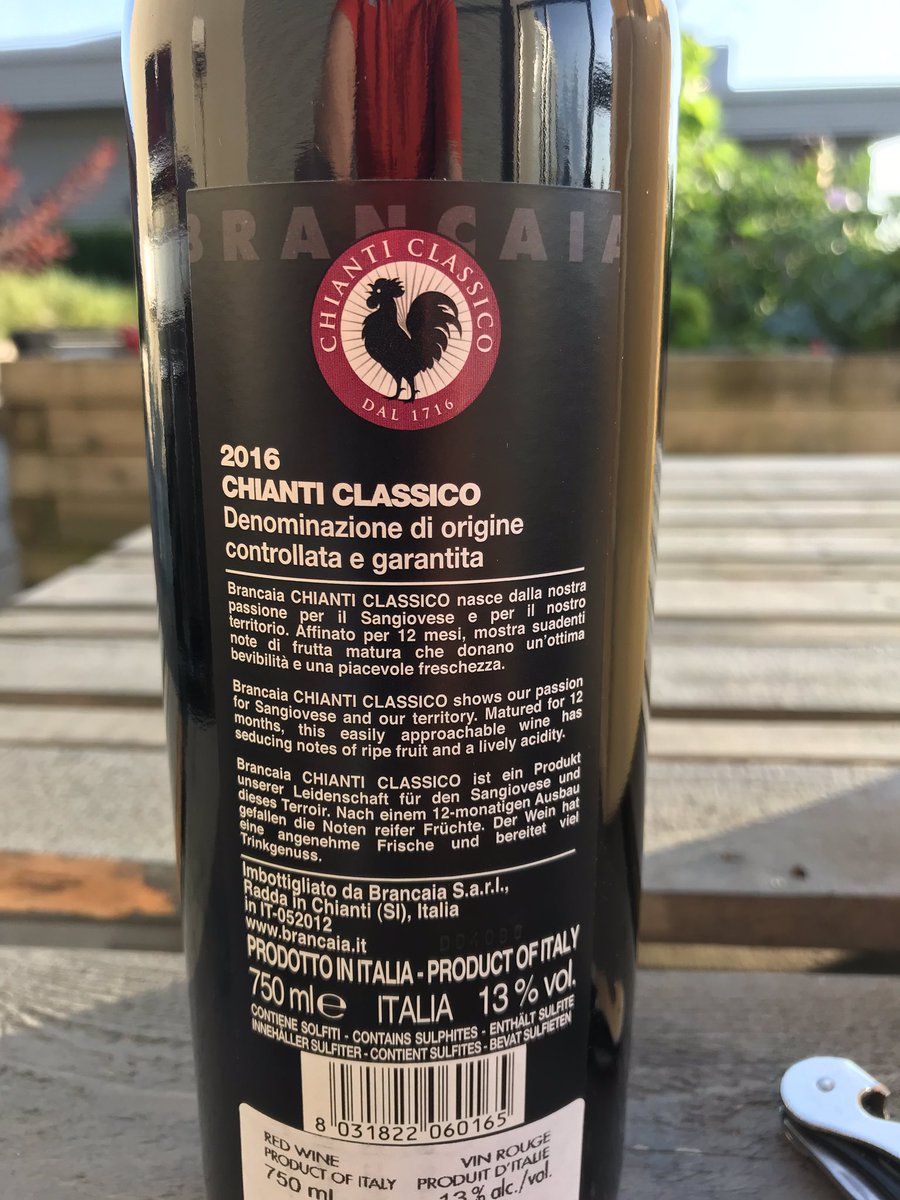 BRANCAIA
CHIANTI CLASSICO
DAL 1716
2016
CHIANTI CLASSICO
Denominazione di origine
controllata e garantita
Brancaia CHIANTI CLASSICO nasce dalla nostra
passione per il Sangiovese e per il nostro
territorio. Affinato per 12 mesi, mostra suadenti
note di frutta matura che donano un'ottima
bevibilità e una piacevole freschezza.
Brancaia CHIANTI CLASSICO shows our passion
for Sangiovese and our territory. Matured for 12
months, this easily approachable wine has
seducing notes of ripe fruit and a lively acidity.
Brancaia CHIANTI CLASSICO ist ein Produkt
unserer Leidenschaft für den Sangiovese und
dieses Terroir. Nach einem 12-monatigen Ausbau
gefallen die Noten reifer Früchte. Der Wein hat
eine angenehme Frische und bereitet viel
Trinkgenuss.
Imbottigliato da Brancaia S.a.r.l.,
Radda in Chianti (SI), Italia
in IT-052012
www.brancaia.it
PRODOTTO IN ITALIA - PRODUCT OF ITALY
750 ml e ITALIA 13 % vol.
CONTIENE SOLFITI - CONTAINS SULPHITES - ENTHÄLT SULFITE
INNEHÅLLER SULFITER - CONTIENT SULFITES - BEVAT SULFIETEN
8 031822 060165
RED WINE VIN ROUGE
PRODUCT OF ITALY PRODUIT D'ITALIE
750 ml 13 % alc./vol.